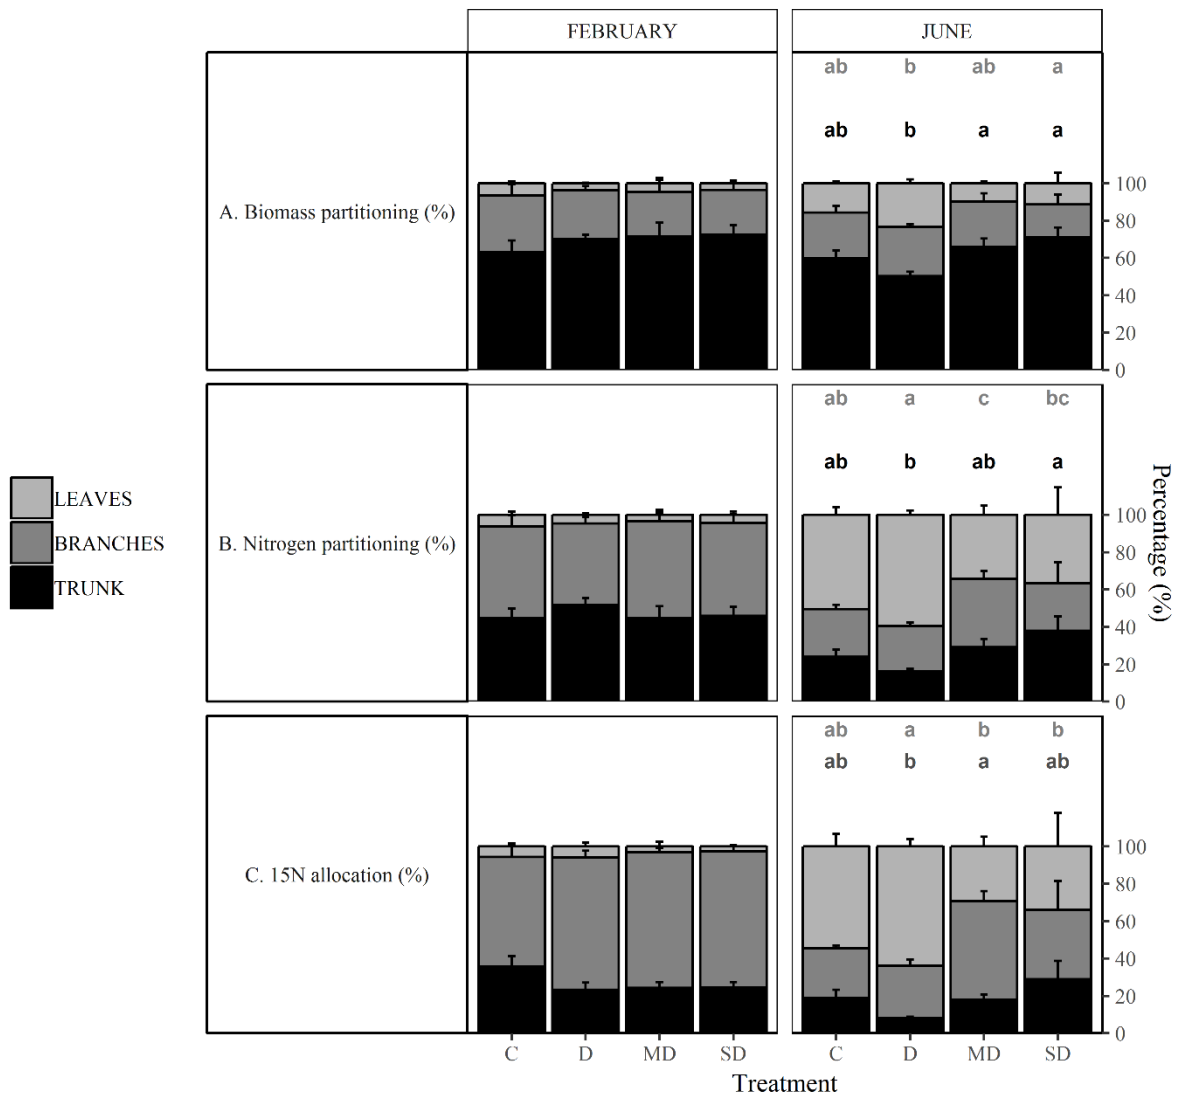 FEBRUARY JUNE
ab b ab a
ab b a a
A. Biomass partitioning (%)
100
80
60
40
20
0
ab a c bc
ab b ab a
LEAVES
BRANCHES
TRUNK
B. Nitrogen partitioning (%)
100
80
60
40
20
0
Percentage (%)
ab a b b
ab b a ab
C. 15N allocation (%)
100
80
60
40
20
0
C D MD SD C D MD SD
Treatment